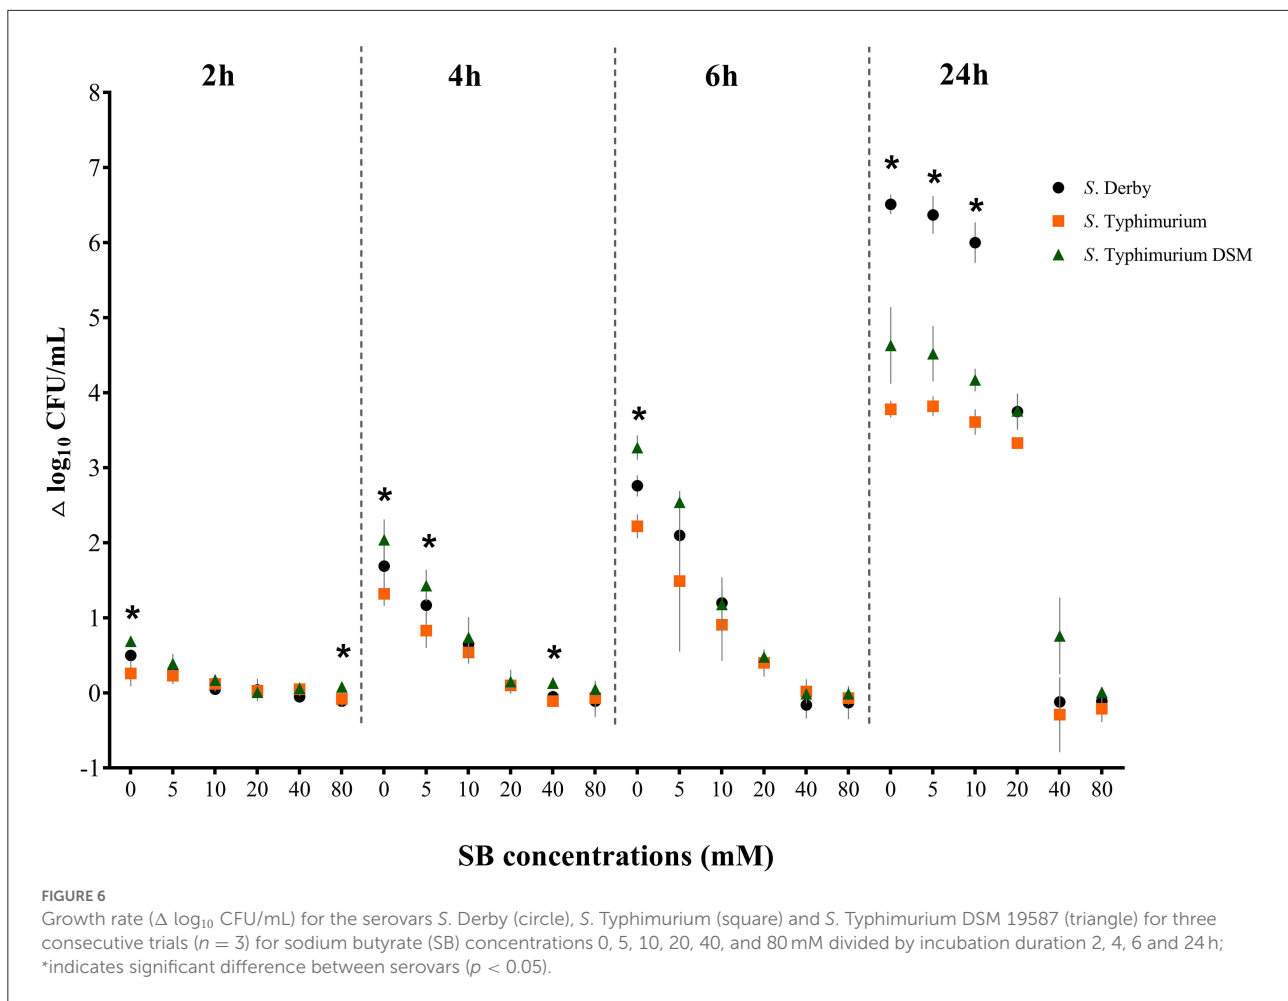 2h 4h 6h 24h
8
7
6
5
4
3
2
1
0
-1
Δ log10 CFU/mL
* * * * * * * * * *
S. Derby
S. Typhimurium
S. Typhimurium DSM
0 5 10 20 40 80 0 5 10 20 40 80 0 5 10 20 40 80 0 5 10 20 40 80
SB concentrations (mM)
FIGURE 6
Growth rate (Δ log10 CFU/mL) for the serovars S. Derby (circle), S. Typhimurium (square) and S. Typhimurium DSM 19587 (triangle) for three
consecutive trials (n = 3) for sodium butyrate (SB) concentrations 0, 5, 10, 20, 40, and 80 mM divided by incubation duration 2, 4, 6 and 24 h;
*indicates significant difference between serovars (p < 0.05).